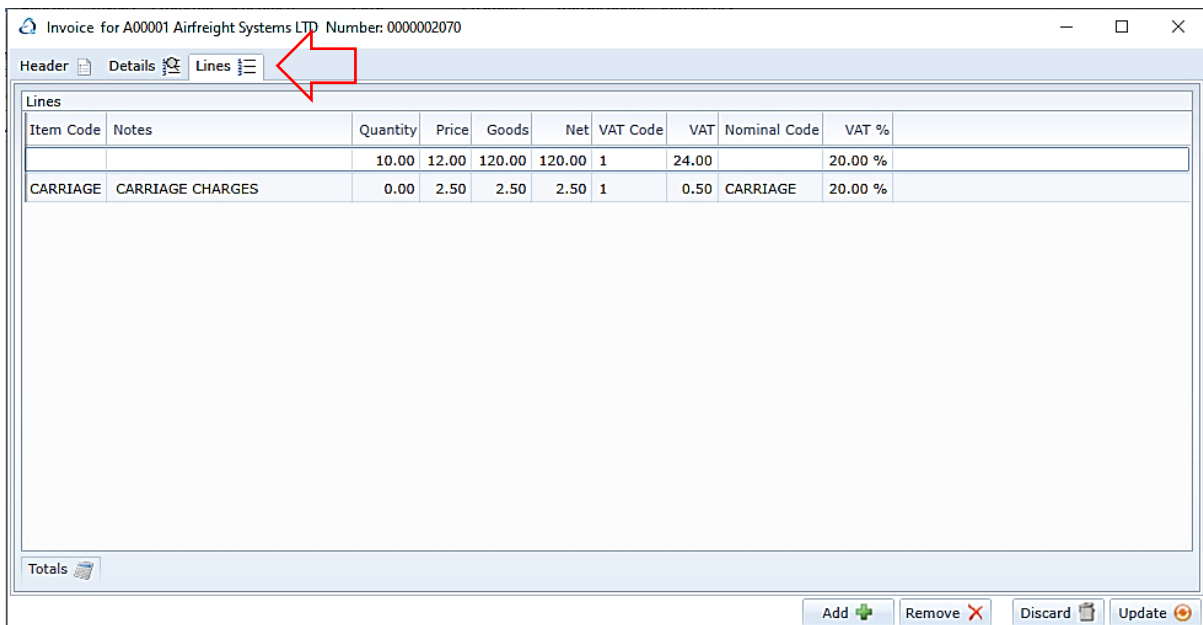 Invoice for A00001 Airfreight Systems LTD Number: 0000002070
Header Details Lines
Lines
Item Code Notes Quantity Price Goods Net VAT Code VAT Nominal Code VAT %
10.00 12.00 120.00 120.00 1 24.00 20.00 %
CARRIAGE CARRIAGE CHARGES 0.00 2.50 2.50 2.50 1 0.50 CARRIAGE 20.00 %
Totals
Add Remove Discard Update